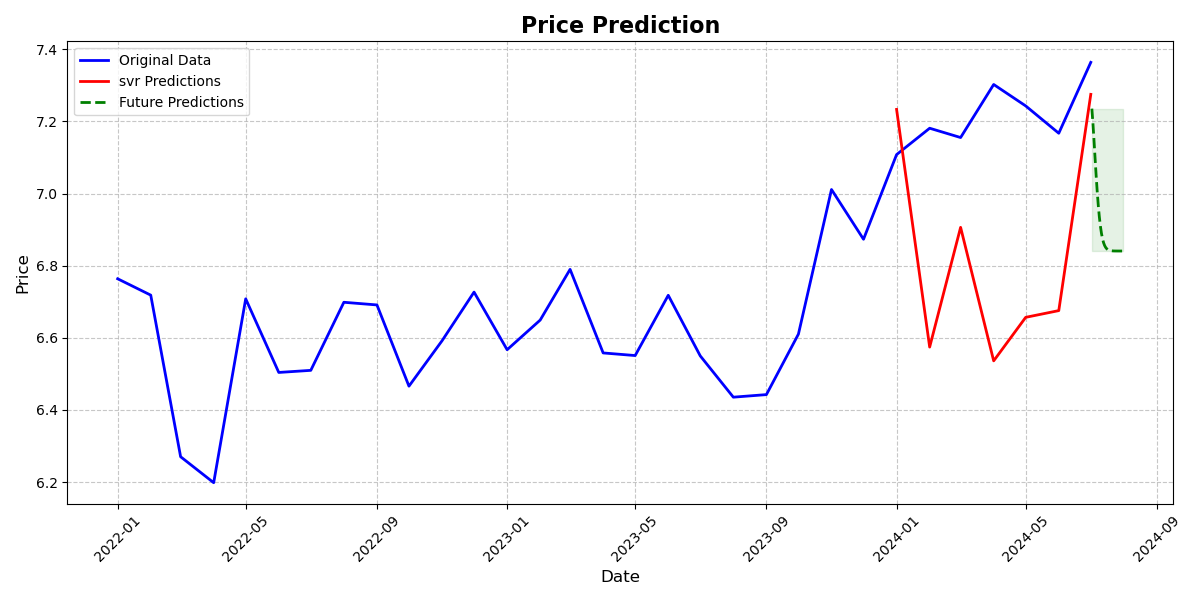 Price Prediction
Original Data
svr Predictions
Future Predictions
Price
7.4
7.2
7.0
6.8
6.6
6.4
6.2
2022-01
2022-05
2022-09
2023-01
2023-05
2023-09
2024-01
2024-05
2024-09
Date